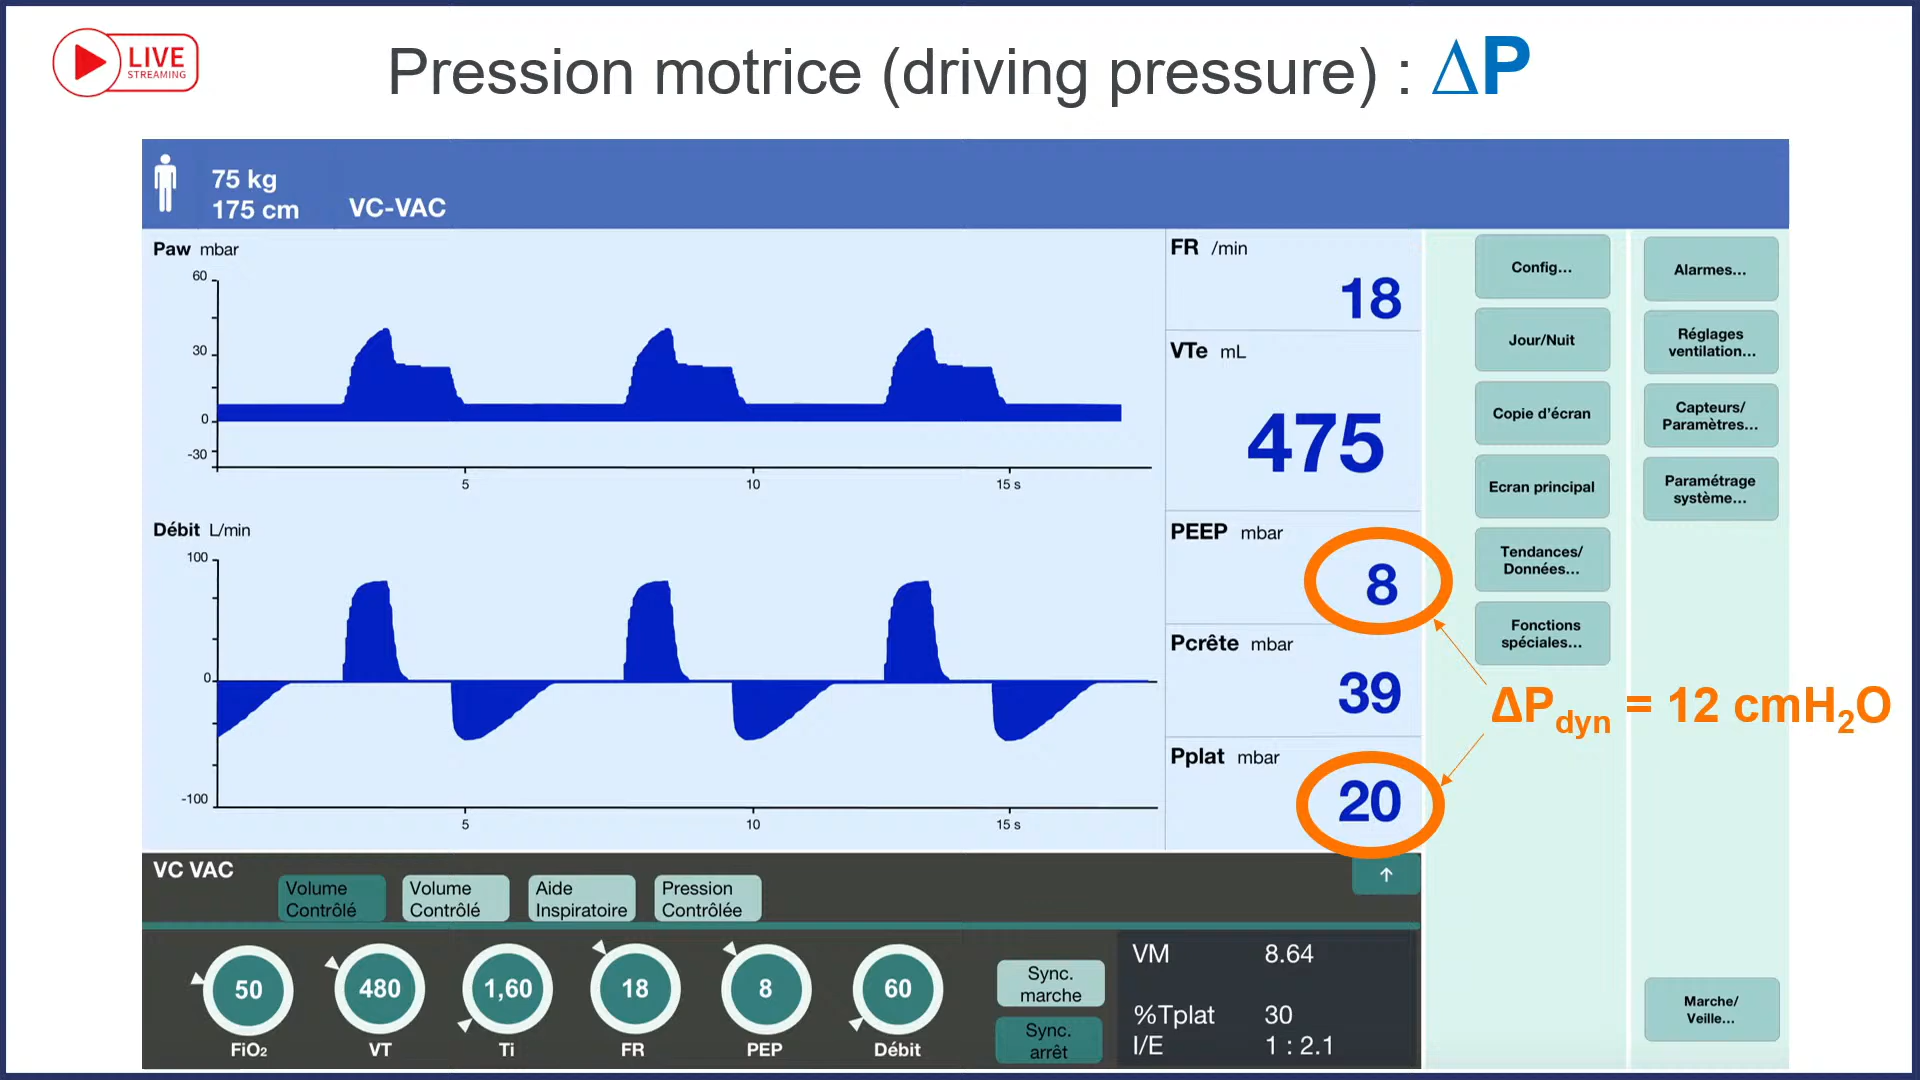 LIVE
STREAMING
Pression motrice (driving pressure) : ΔP
75 kg
175 cm
VC-VAC
Paw mbar
60
30
0
-30
5
10
15 s
Débit L/min
100
0
-100
5
10
15 s
FR /min
18
VTe mL
475
PEEP mbar
8
Pcrête mbar
39
Pplat mbar
20
Config...
Jour/Nuit
Copie d'écran
Ecran principal
Tendances/
Données...
Fonctions
spéciales...
Alarmes...
Réglages
ventilation...
Capteurs/
Paramètres...
Paramétrage
système...
Marche/
Veille...
ΔPdyn = 12 cmH₂O
VC VAC
Volume
Contrôlé
Volume
Contrôlé
Aide
Inspiratoire
Pression
Contrôlée
↑
50
FiO₂
480
VT
1,60
Ti
18
FR
8
PEP
60
Débit
Sync.
marche
Sync.
arrêt
VM 8.64
%Tplat 30
I/E 1 : 2.1